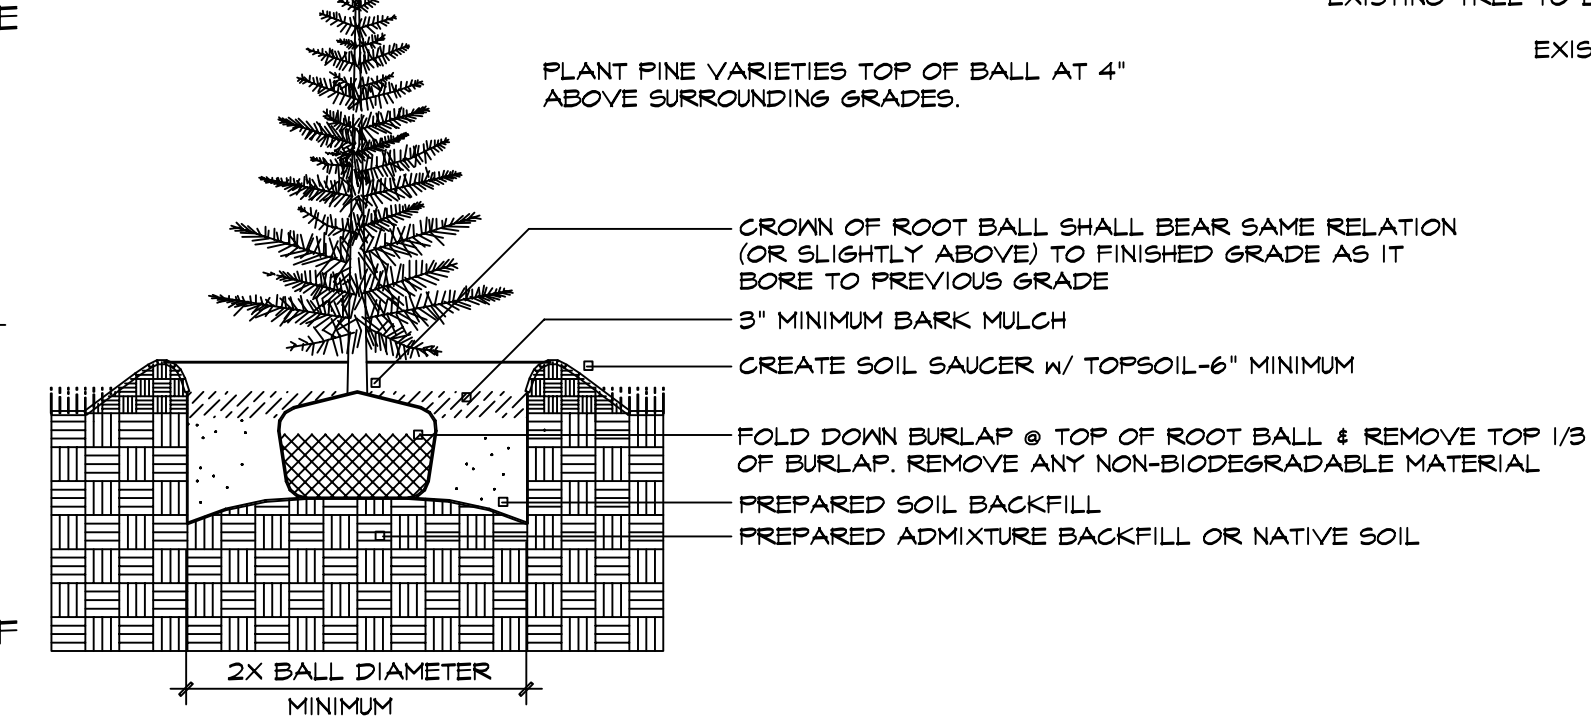 E
EXIS
PLANT PINE VARIETIES TOP OF BALL AT 4"
ABOVE SURROUNDING GRADES.
CROWN OF ROOT BALL SHALL BEAR SAME RELATION
(OR SLIGHTLY ABOVE) TO FINISHED GRADE AS IT
BORE TO PREVIOUS GRADE
3" MINIMUM BARK MULCH
CREATE SOIL SAUCER W/ TOPSOIL-6" MINIMUM
FOLD DOWN BURLAP @ TOP OF ROOT BALL & REMOVE TOP 1/3
OF BURLAP. REMOVE ANY NON-BIODEGRADABLE MATERIAL
PREPARED SOIL BACKFILL
PREPARED ADMIXTURE BACKFILL OR NATIVE SOIL
F
2X BALL DIAMETER
MINIMUM